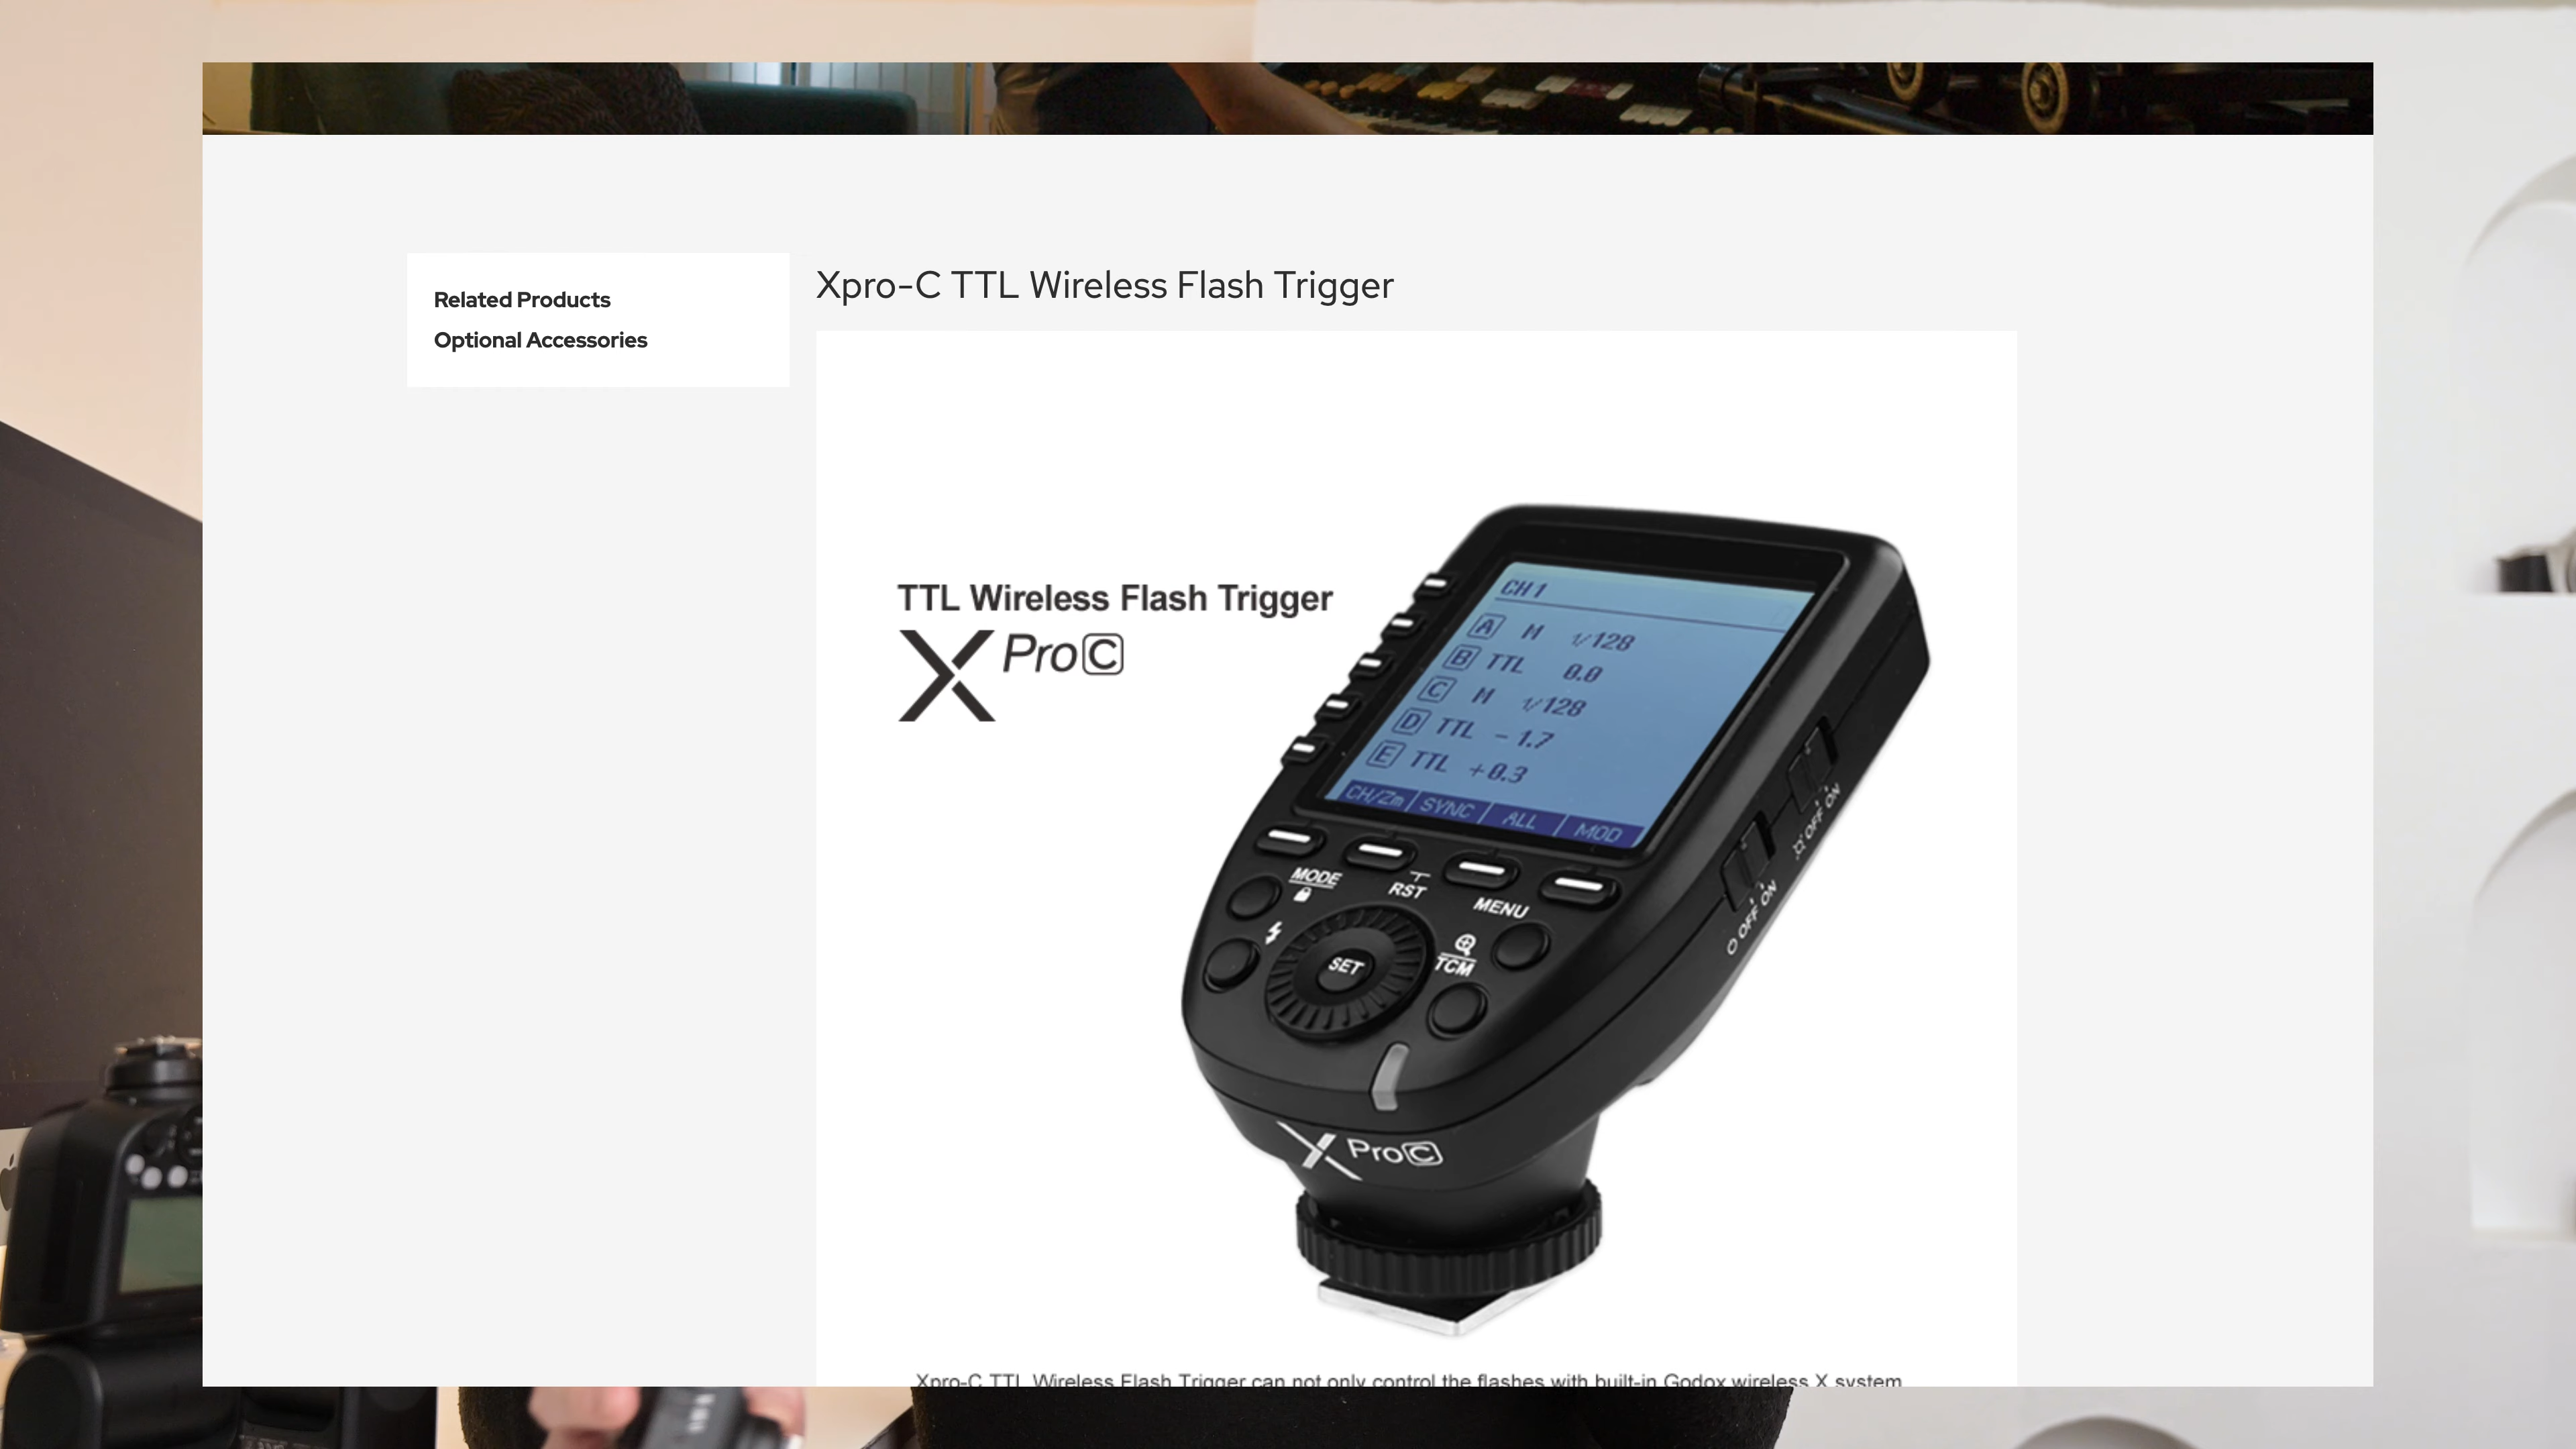 Related Products
Optional Accessories
Xpro-C TTL Wireless Flash Trigger
TTL Wireless Flash Trigger
X Pro C
CH 1
A M 1/128
B TTL 0.0
C M 1/128
D TTL - 1.7
E TTL +0.3
CH/Zm SYNC ALL MOD
MODE
RST
MENU
SET
TCM
OFF ON
OFF ON
X Pro C
Xpro-C TTL Wireless Flash Trigger can not only control the flashes with built-in Godox wireless X system